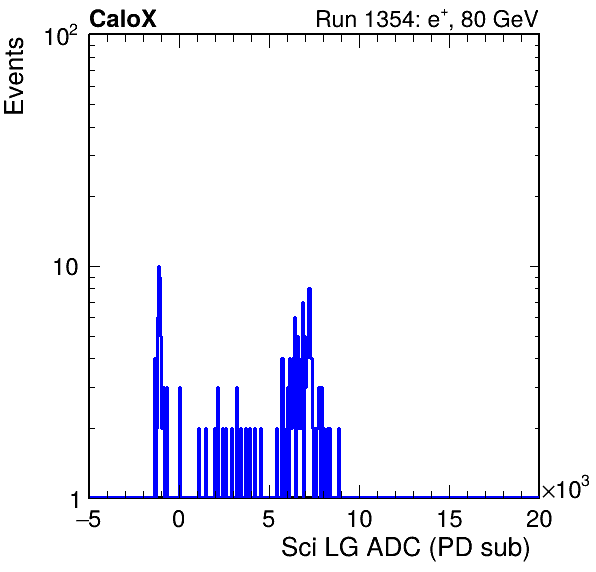 CaloX Run 1354: e⁺, 80 GeV
Events
10²
10
1
−5 0 5 10 15 20
×10³
Sci LG ADC (PD sub)